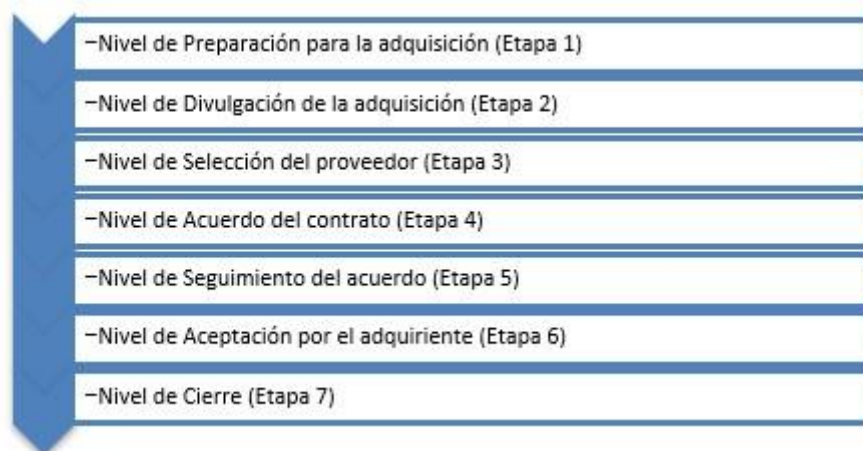 –Nivel de Preparación para la adquisición (Etapa 1)
–Nivel de Divulgación de la adquisición (Etapa 2)
–Nivel de Selección del proveedor (Etapa 3)
–Nivel de Acuerdo del contrato (Etapa 4)
–Nivel de Seguimiento del acuerdo (Etapa 5)
–Nivel de Aceptación por el adquiriente (Etapa 6)
–Nivel de Cierre (Etapa 7)